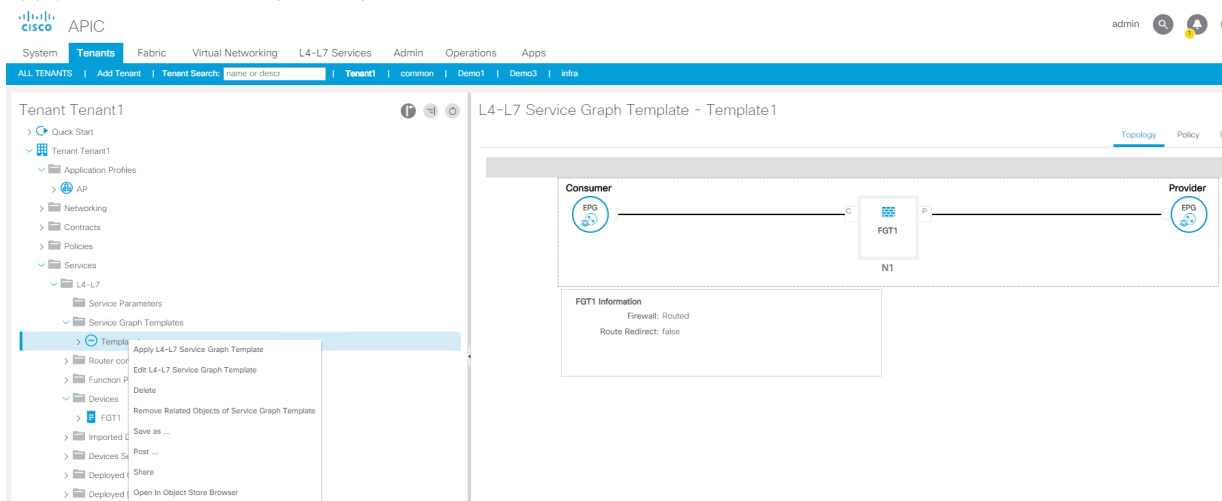 cisco APIC
admin
1
System Tenants Fabric Virtual Networking L4-L7 Services Admin Operations Apps
ALL TENANTS | Add Tenant | Tenant Search: name or descr | Tenant1 | common | Demo1 | Demo3 | infra
Tenant Tenant1
Quick Start
Tenant Tenant1
Application Profiles
AP
Networking
Contracts
Policies
Services
L4-L7
Service Parameters
Service Graph Templates
Router
Devices
FGT1
Imported
Devices
Deployed
Deployed
Apply L4-L7 Service Graph Template
Edit L4-L7 Service Graph Template
Delete
Remove Related Objects of Service Graph Template
Save as ...
Post ...
Share
Open In Object Store Browser
L4-L7 Service Graph Template - Template1
Topology Policy
Consumer
EPG
C
FGT1
P
N1
Provider
EPG
FGT1 Information
Firewall: Routed
Route Redirect: false